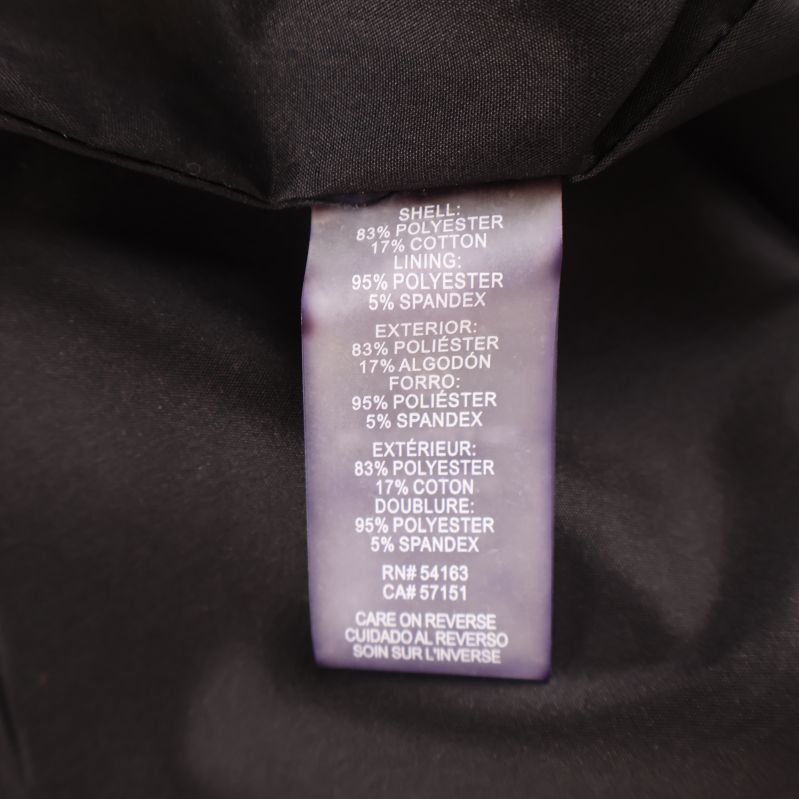 SHELL:
83% POLYESTER
17% COTTON
LINING:
95% POLYESTER
5% SPANDEX
EXTERIOR:
83% POLIÉSTER
17% ALGODÓN
FORRO:
95% POLIÉSTER
5% SPANDEX
EXTÉRIEUR:
83% POLYESTER
17% COTON
DOUBLURE:
95% POLYESTER
5% SPANDEX
RN# 54163
CA# 57151
CARE ON REVERSE
CUIDADO AL REVERSO
SOIN SUR L'INVERSE